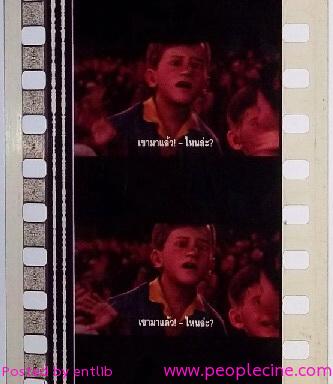 เขามาแล้ว! - ไหนล่ะ?
เขามาแล้ว! - ไหนล่ะ?
Posted by entlib
www.peoplecine.com